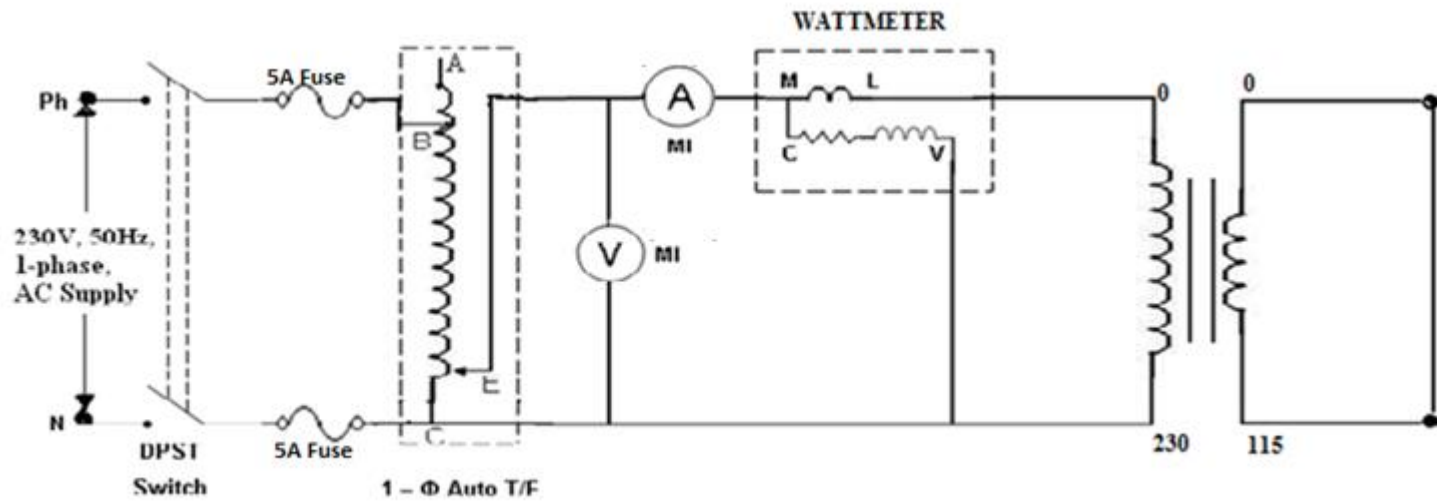 WATTMETER
5A Fuse
A
Ph
B
A
MI
M
L
C
V
0
0
V
MI
230V, 50Hz,
1-phase,
AC Supply
E
N
C
DPST
Switch
5A Fuse
1 – Φ Auto T/F
230
115